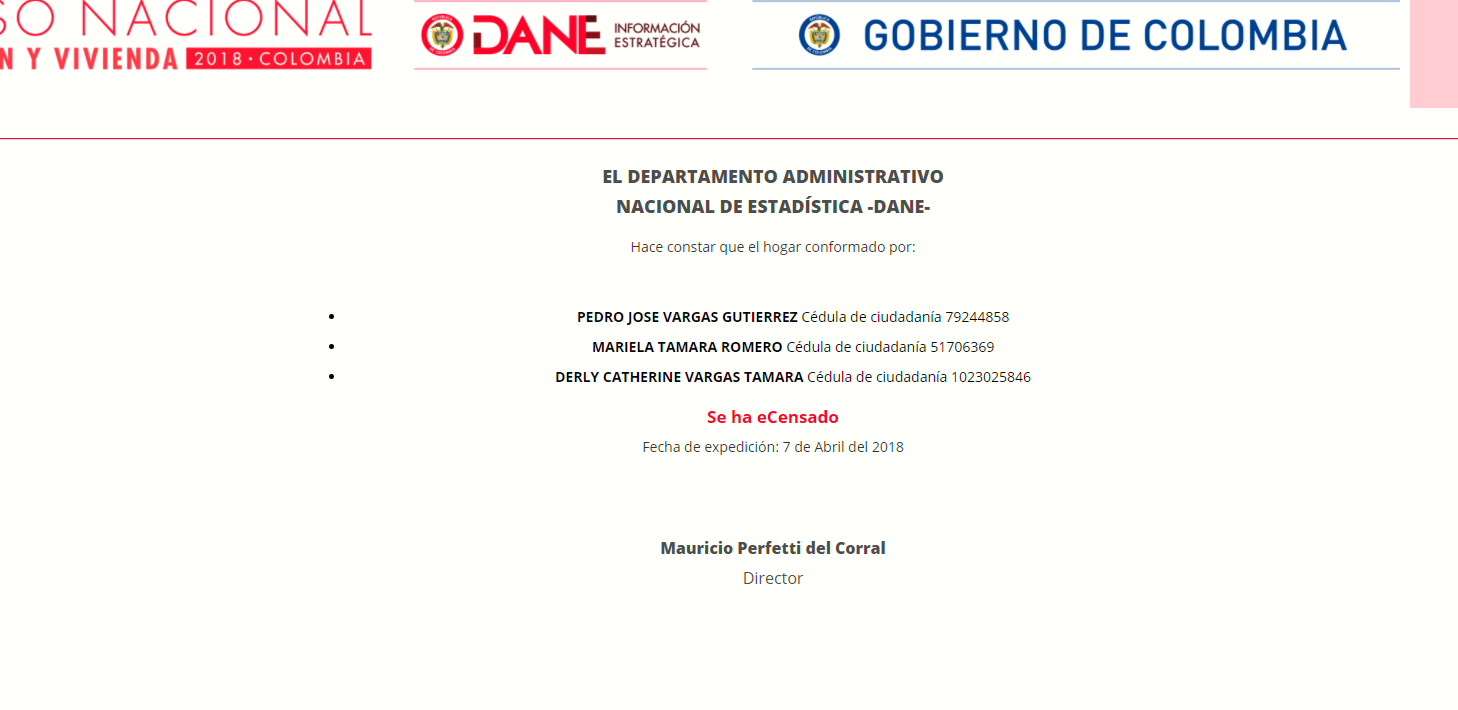 SO NACIONAL
N Y VIVIENDA 2018 · COLOMBIA
DANE INFORMACIÓN
ESTRATÉGICA
GOBIERNO DE COLOMBIA
EL DEPARTAMENTO ADMINISTRATIVO
NACIONAL DE ESTADÍSTICA -DANE-
Hace constar que el hogar conformado por:
• PEDRO JOSE VARGAS GUTIERREZ Cédula de ciudadanía 79244858
• MARIELA TAMARA ROMERO Cédula de ciudadanía 51706369
• DERLY CATHERINE VARGAS TAMARA Cédula de ciudadanía 1023025846
Se ha eCensado
Fecha de expedición: 7 de Abril del 2018
Mauricio Perfetti del Corral
Director